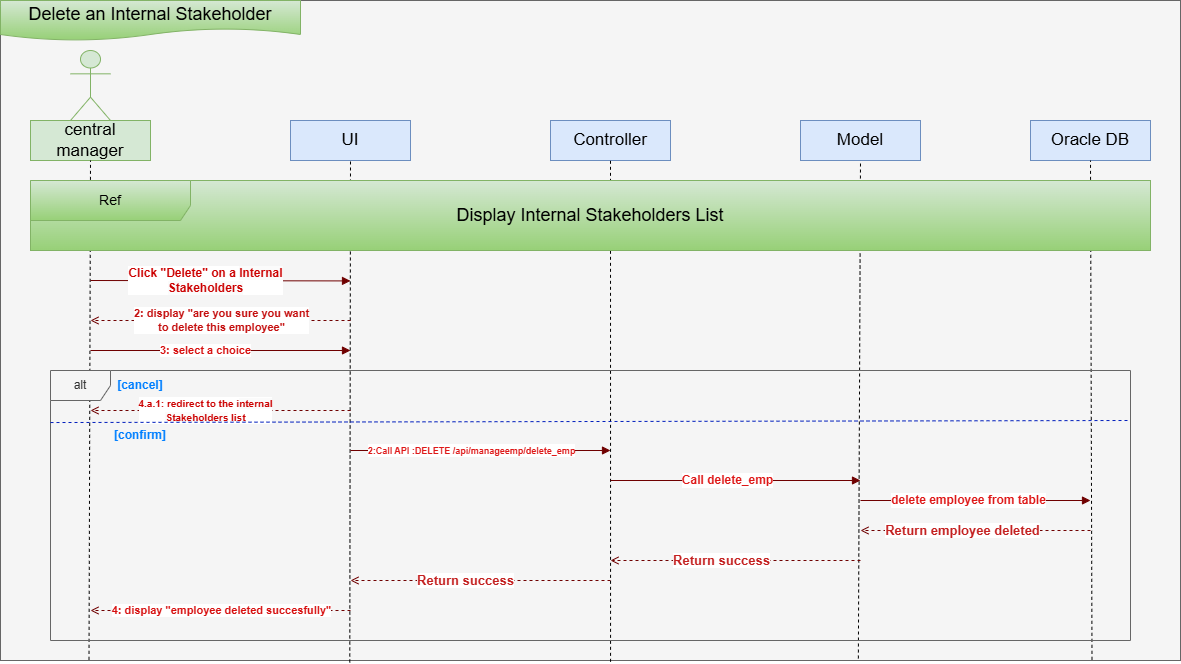 Delete an Internal Stakeholder
central
manager
UI
Controller
Model
Oracle DB
Ref
Display Internal Stakeholders List
Click "Delete" on a Internal
Stakeholders
2: display "are you sure you want
to delete this employee"
3: select a choice
alt
[cancel]
4.a.1: redirect to the internal
Stakeholders list
[confirm]
2:Call API :DELETE /api/manageemp/delete_emp
Call delete_emp
delete employee from table
Return employee deleted
Return success
Return success
4: display "employee deleted succesfully"